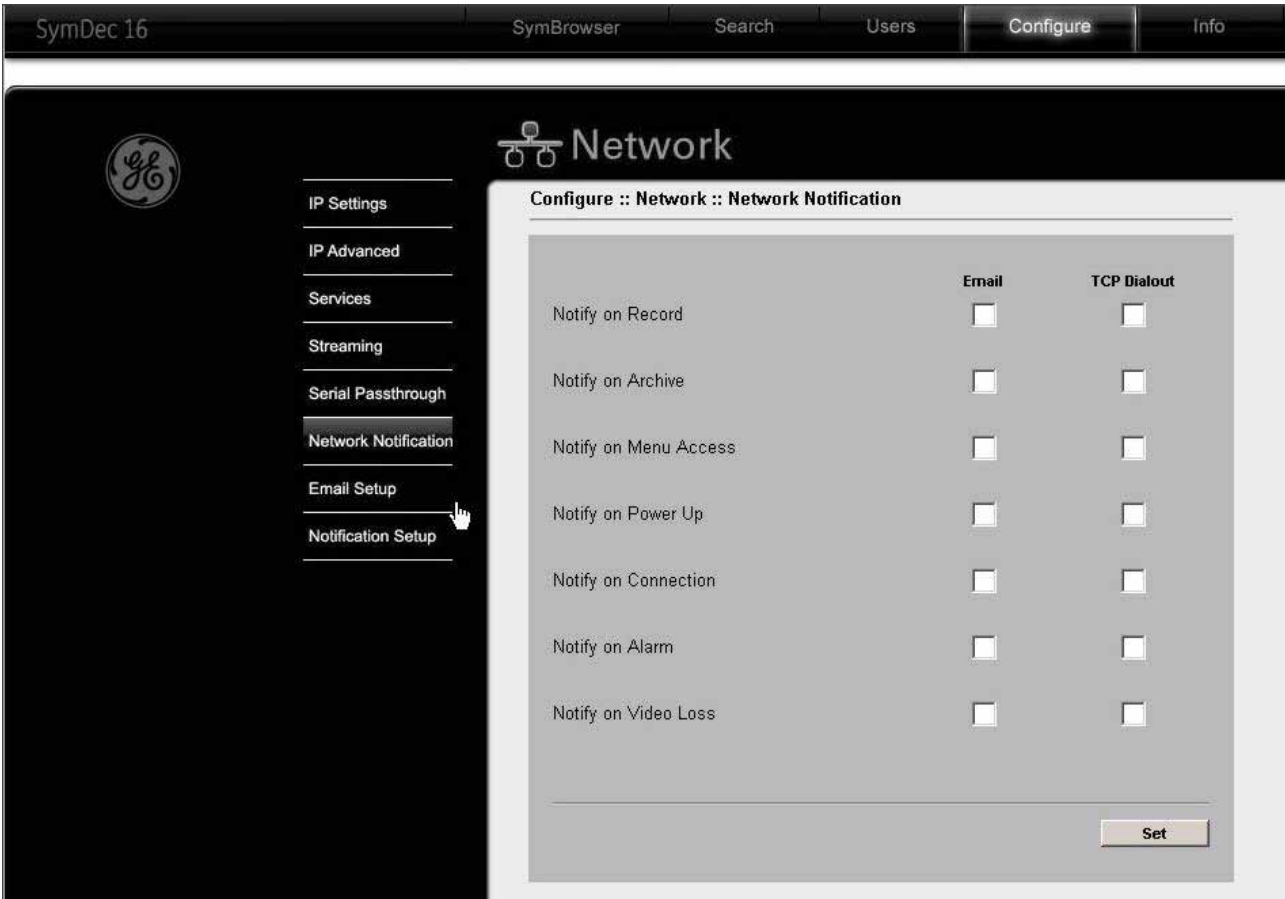 SymDec 16
SymBrowser
Search
Users
Configure
Info
GE
Network
IP Settings
IP Advanced
Services
Streaming
Serial Passthrough
Network Notification
Email Setup
Notification Setup
Configure :: Network :: Network Notification
Email TCP Dialout
Notify on Record
Notify on Archive
Notify on Menu Access
Notify on Power Up
Notify on Connection
Notify on Alarm
Notify on Video Loss
Set